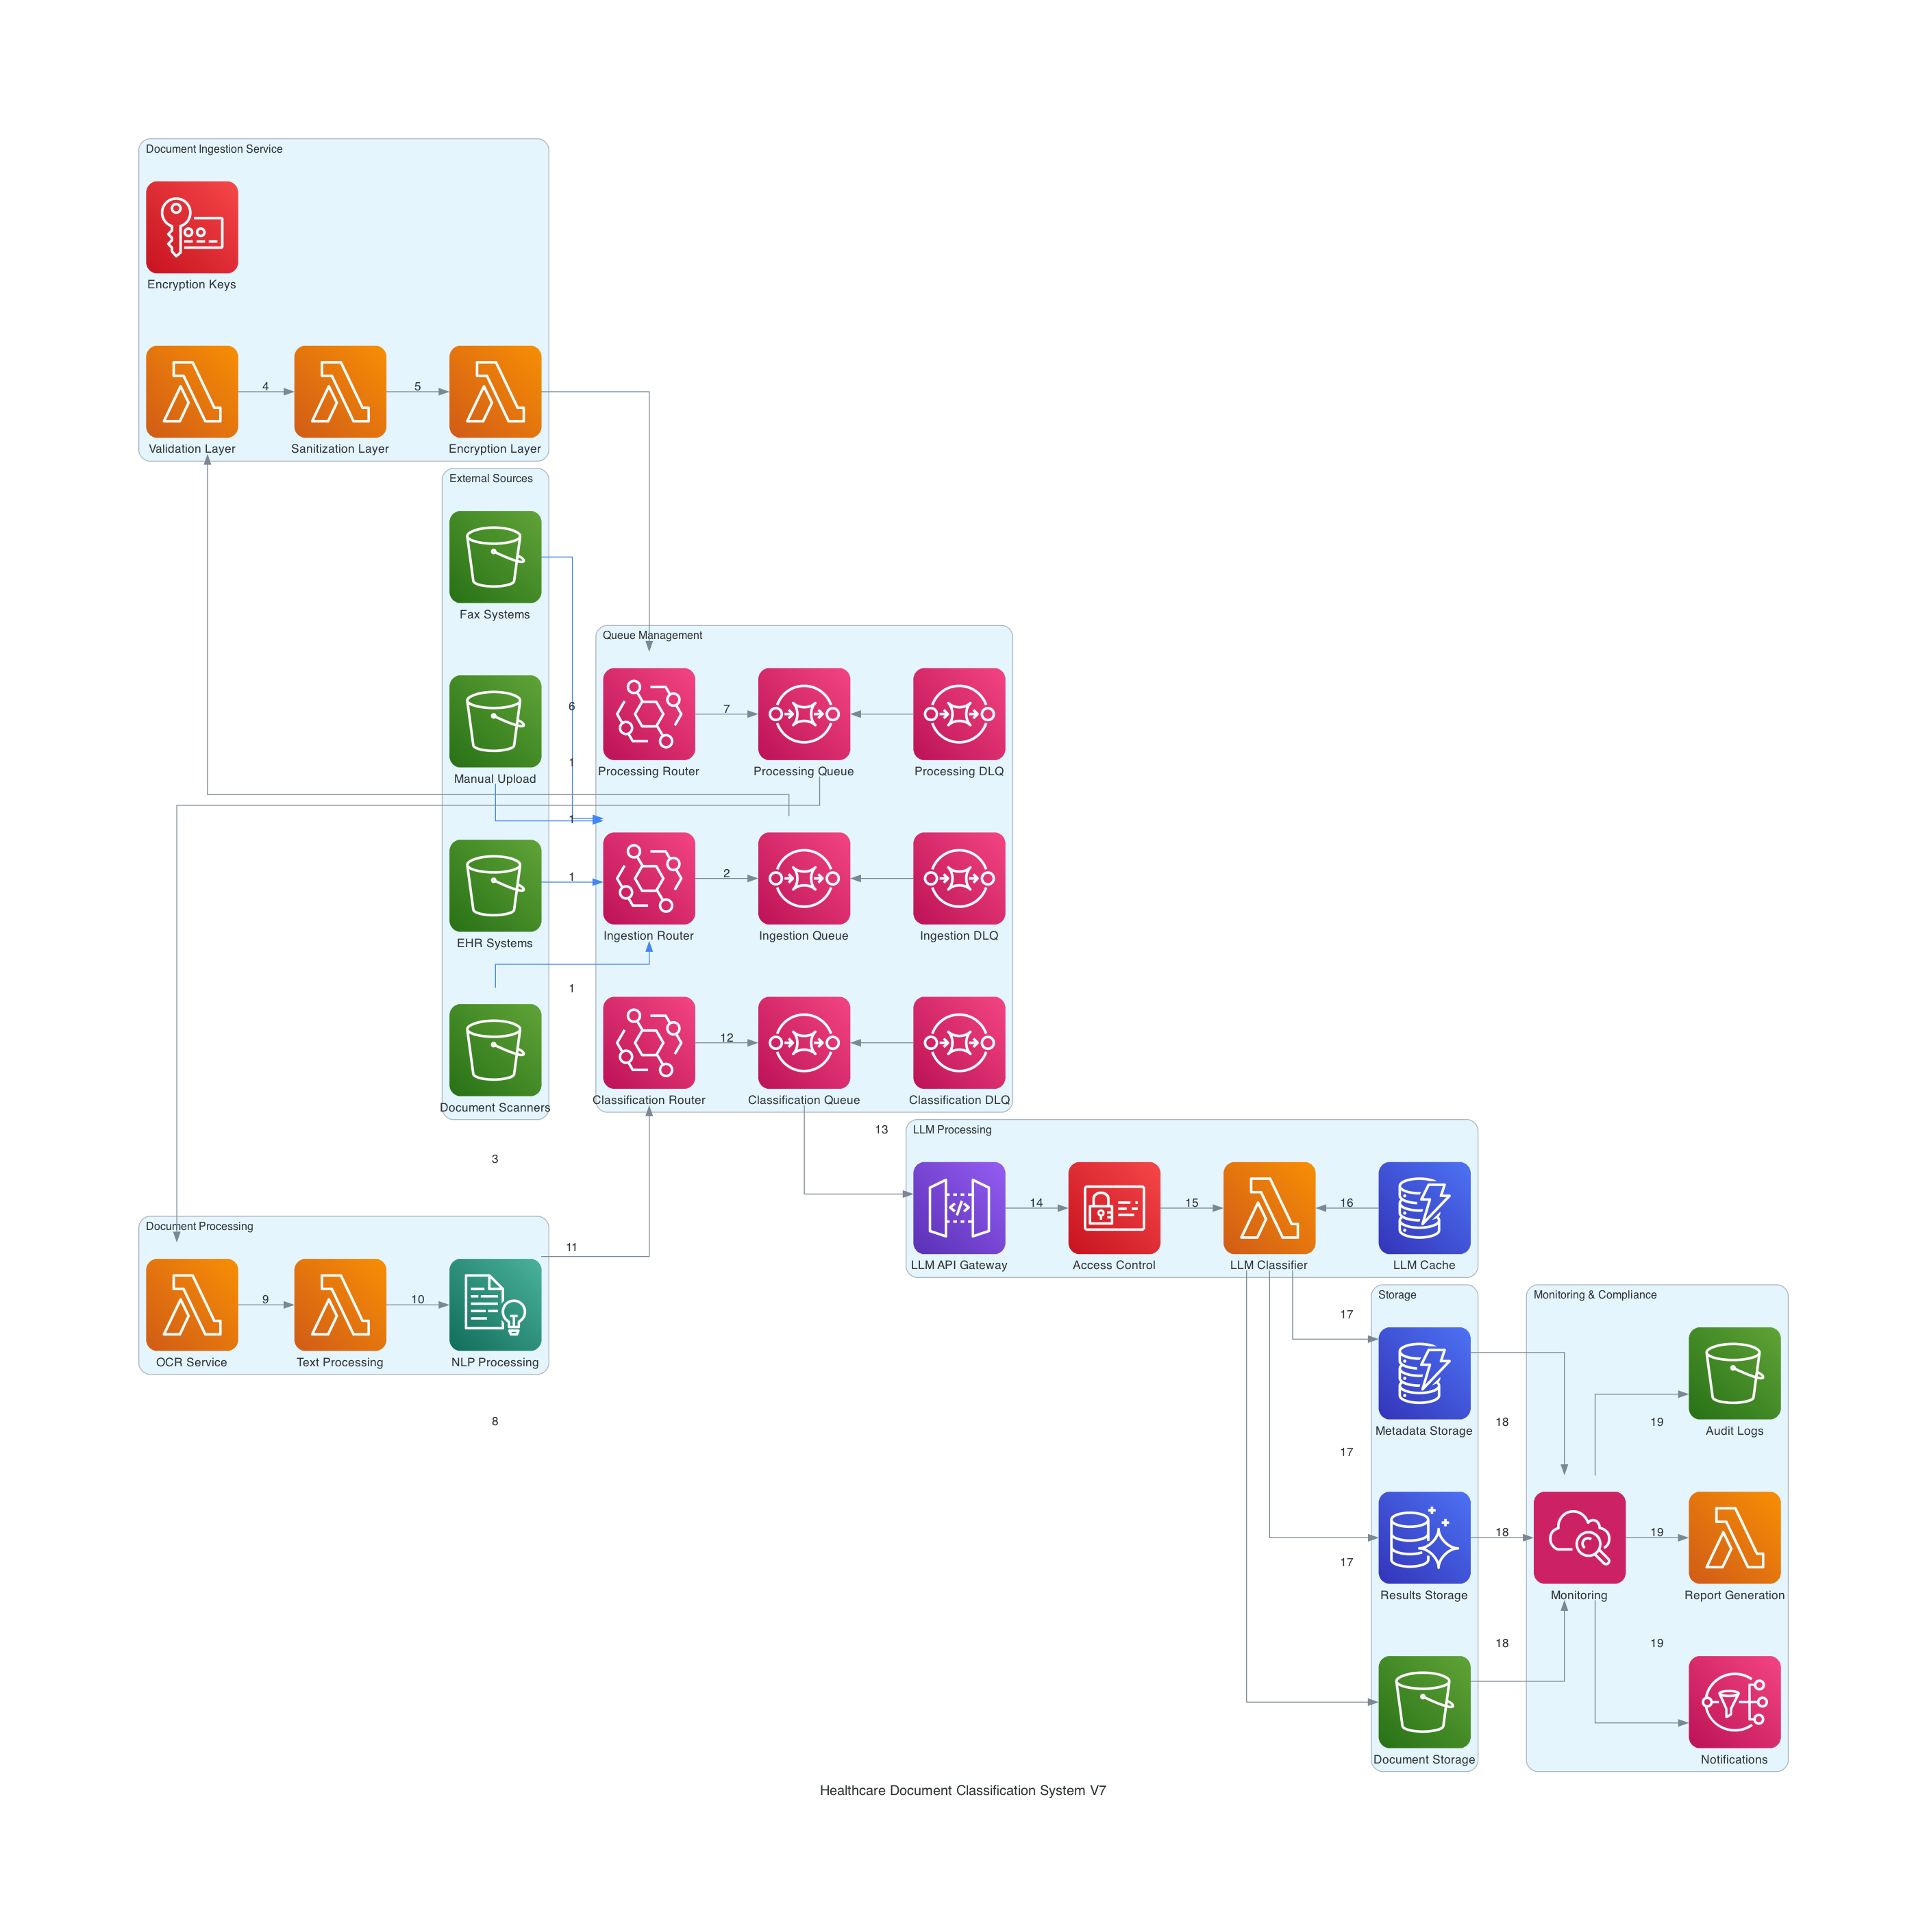 Document Ingestion Service
Encryption Keys
4
5
Validation Layer
Sanitization Layer
Encryption Layer
External Sources
Fax Systems
Queue Management
6
7
1
Manual Upload
Processing Router
Processing Queue
Processing DLQ
1
1
2
EHR Systems
Ingestion Router
Ingestion Queue
Ingestion DLQ
1
12
Document Scanners
Classification Router
Classification Queue
Classification DLQ
13
LLM Processing
3
14
15
16
Document Processing
11
LLM API Gateway
Access Control
LLM Classifier
LLM Cache
9
10
Storage
Monitoring & Compliance
17
OCR Service
Text Processing
NLP Processing
8
18
19
Metadata Storage
Audit Logs
17
18
19
17
Results Storage
Monitoring
Report Generation
18
19
Document Storage
Notifications
Healthcare Document Classification System V7